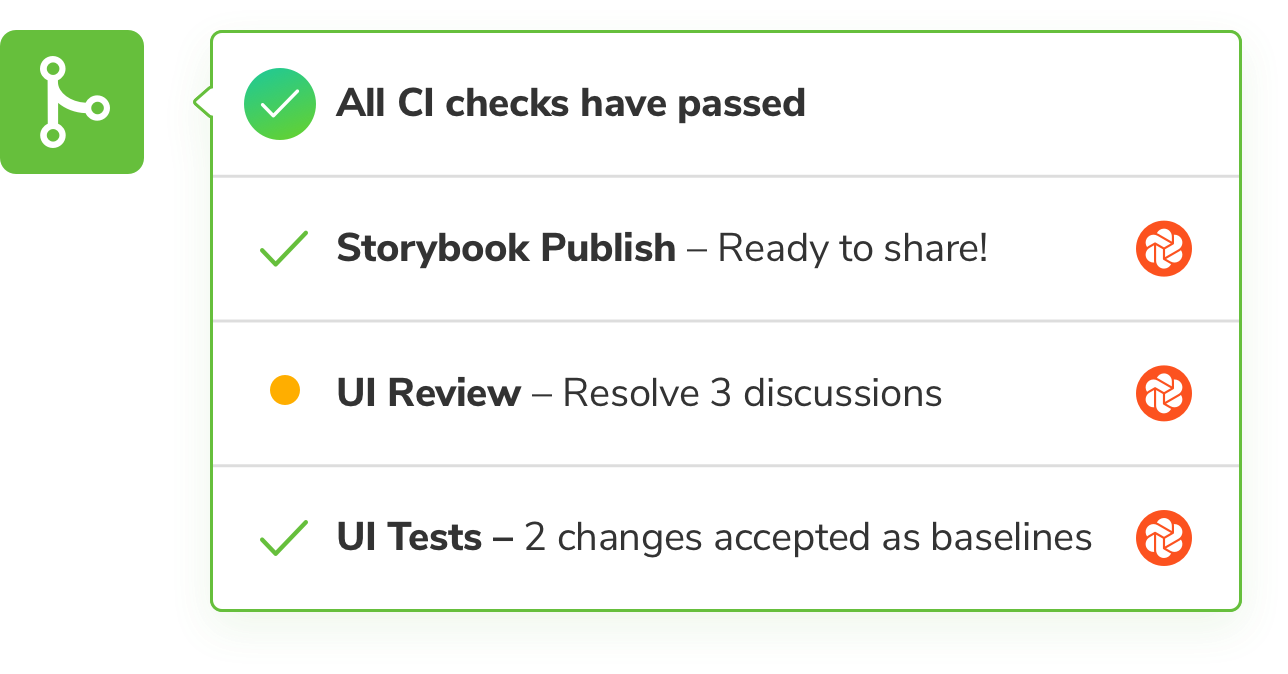 All CI checks have passed
Storybook Publish – Ready to share!
UI Review – Resolve 3 discussions
UI Tests – 2 changes accepted as baselines